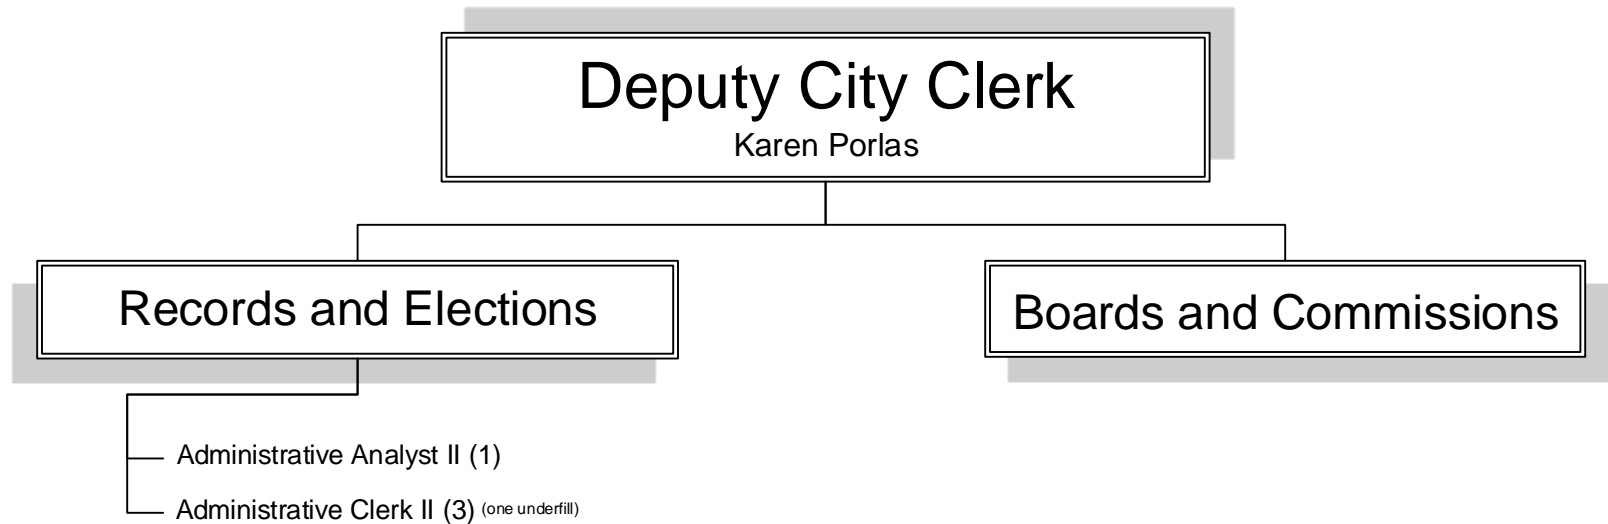 Deputy City Clerk
Karen Porlas
Records and Elections
Boards and Commissions
Administrative Analyst II (1)
Administrative Clerk II (3) (one underfill)